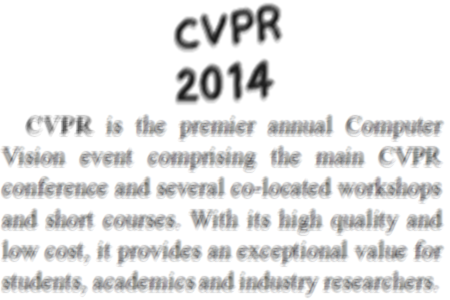 CVPR
2014
CVPR is the premier annual Computer
Vision event comprising the main CVPR
conference and several co-located workshops
and short courses. With its high quality and
low cost, it provides an exceptional value for
students, academics and industry researchers.